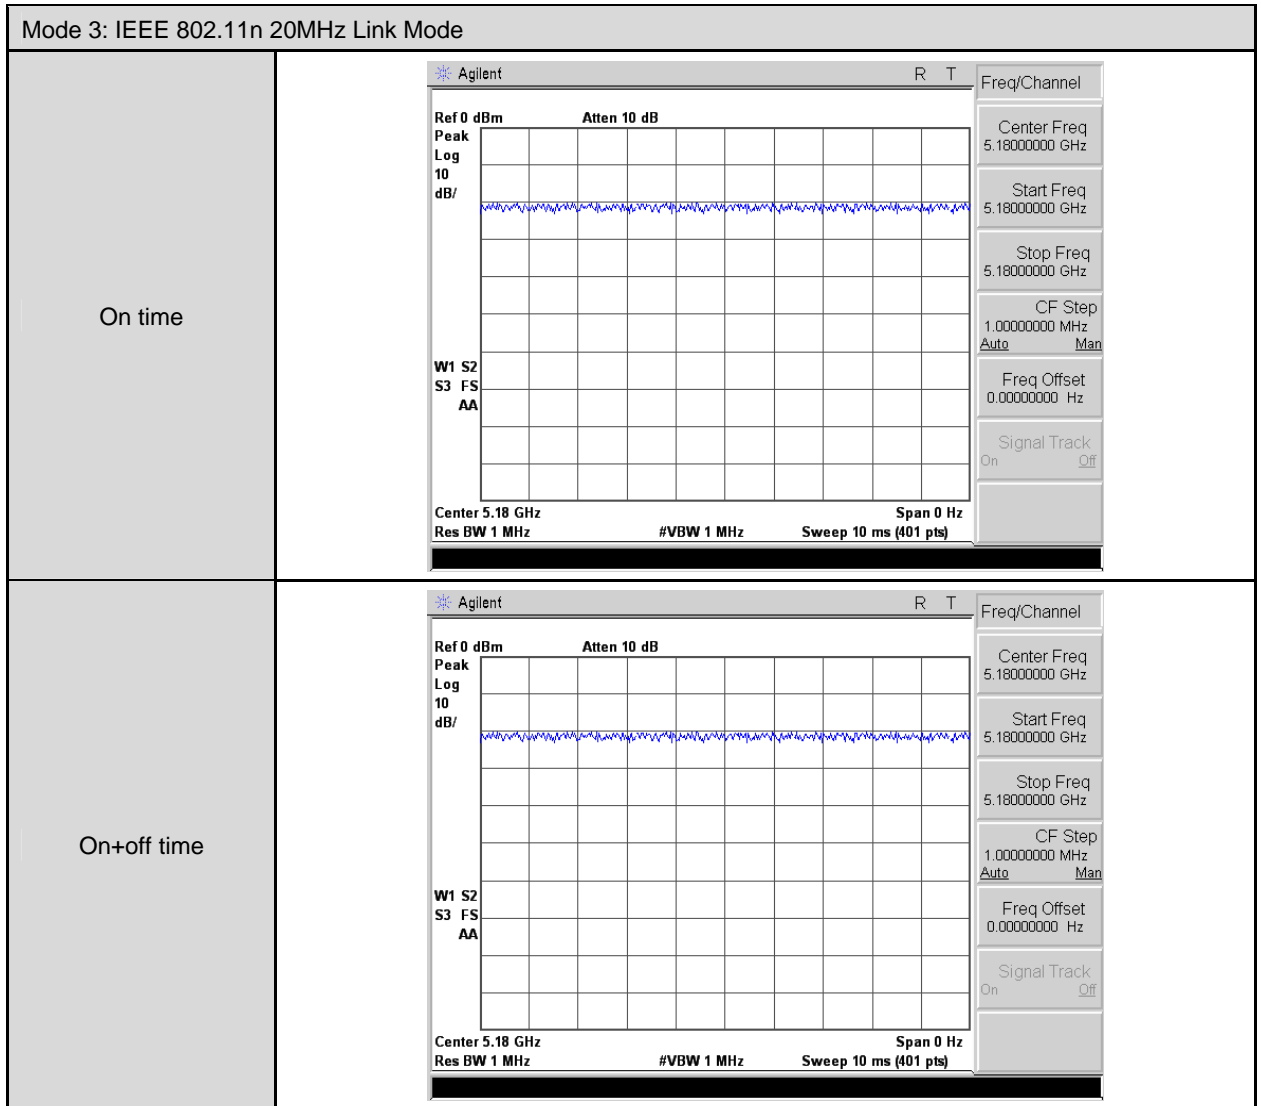 Mode 3: IEEE 802.11n 20MHz Link Mode
On time
Agilent R T
Freq/Channel
Ref 0 dBm Atten 10 dB
Peak
Log
10
dB/
Center Freq
5.18000000 GHz
Start Freq
5.18000000 GHz
Stop Freq
5.18000000 GHz
CF Step
1.00000000 MHz
Auto Man
W1 S2
S3 FS
AA
Freq Offset
0.00000000 Hz
Signal Track
On Off
Center 5.18 GHz Span 0 Hz
Res BW 1 MHz #VBW 1 MHz Sweep 10 ms (401 pts)
On+off time
Agilent R T
Freq/Channel
Ref 0 dBm Atten 10 dB
Peak
Log
10
dB/
Center Freq
5.18000000 GHz
Start Freq
5.18000000 GHz
Stop Freq
5.18000000 GHz
CF Step
1.00000000 MHz
Auto Man
W1 S2
S3 FS
AA
Freq Offset
0.00000000 Hz
Signal Track
On Off
Center 5.18 GHz Span 0 Hz
Res BW 1 MHz #VBW 1 MHz Sweep 10 ms (401 pts)